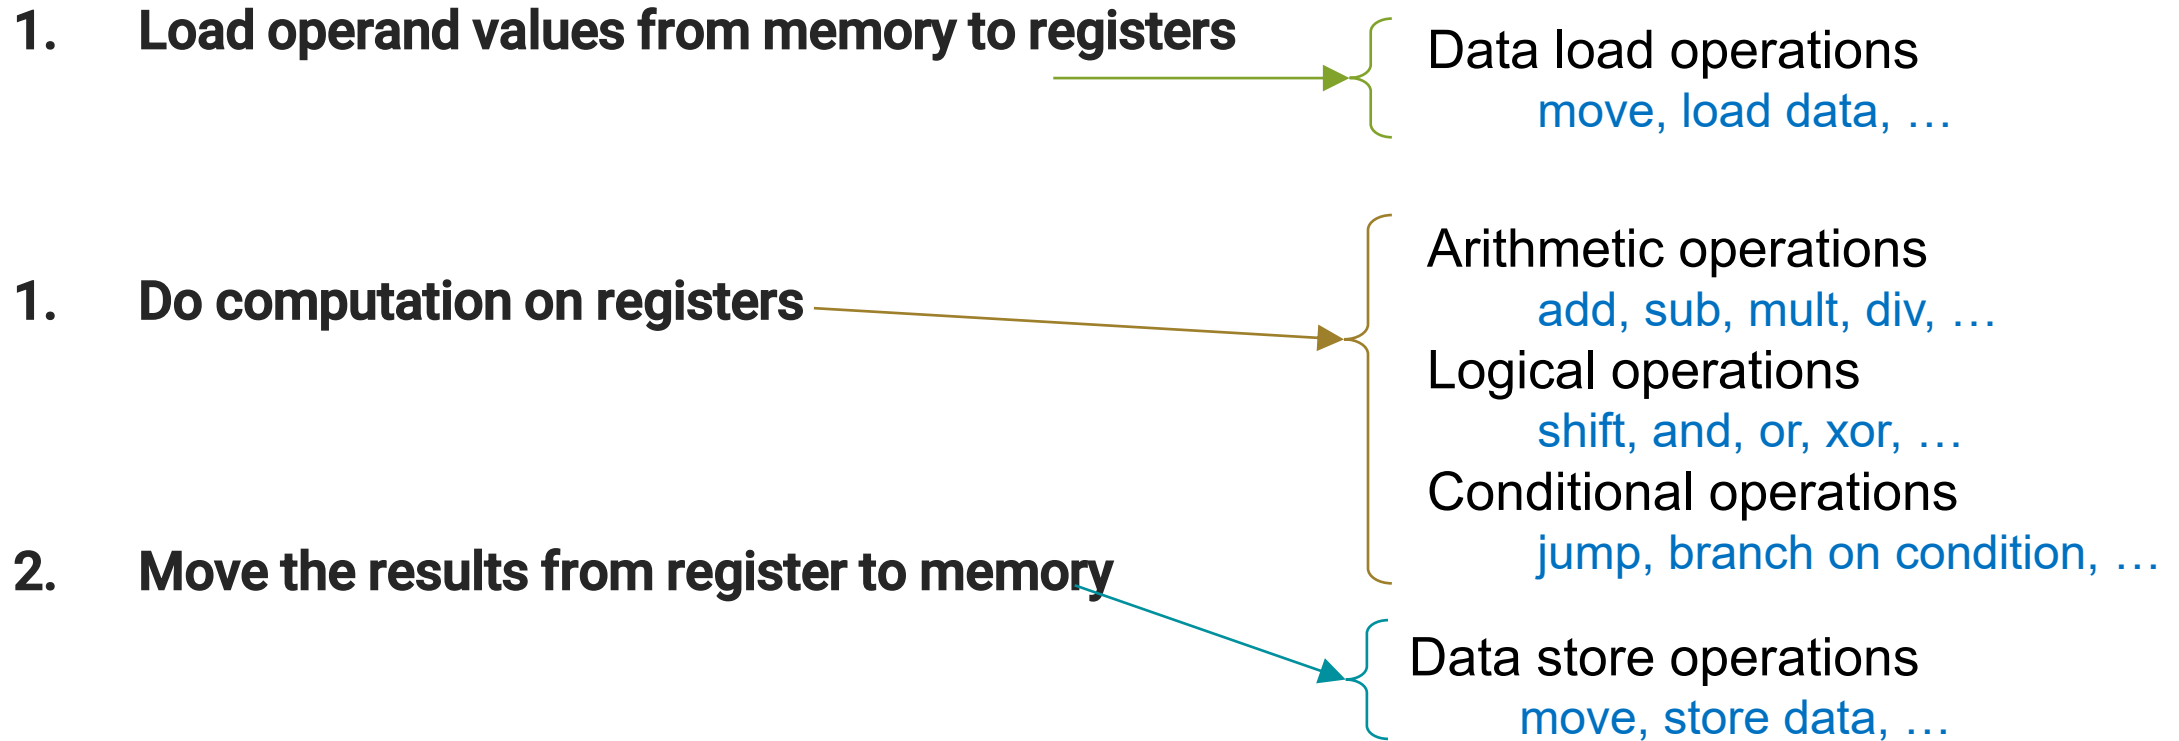 1. Load operand values from memory to registers
Data load operations
move, load data, …
1. Do computation on registers
Arithmetic operations
add, sub, mult, div, …
Logical operations
shift, and, or, xor, …
Conditional operations
jump, branch on condition, …
2. Move the results from register to memory
Data store operations
move, store data, …